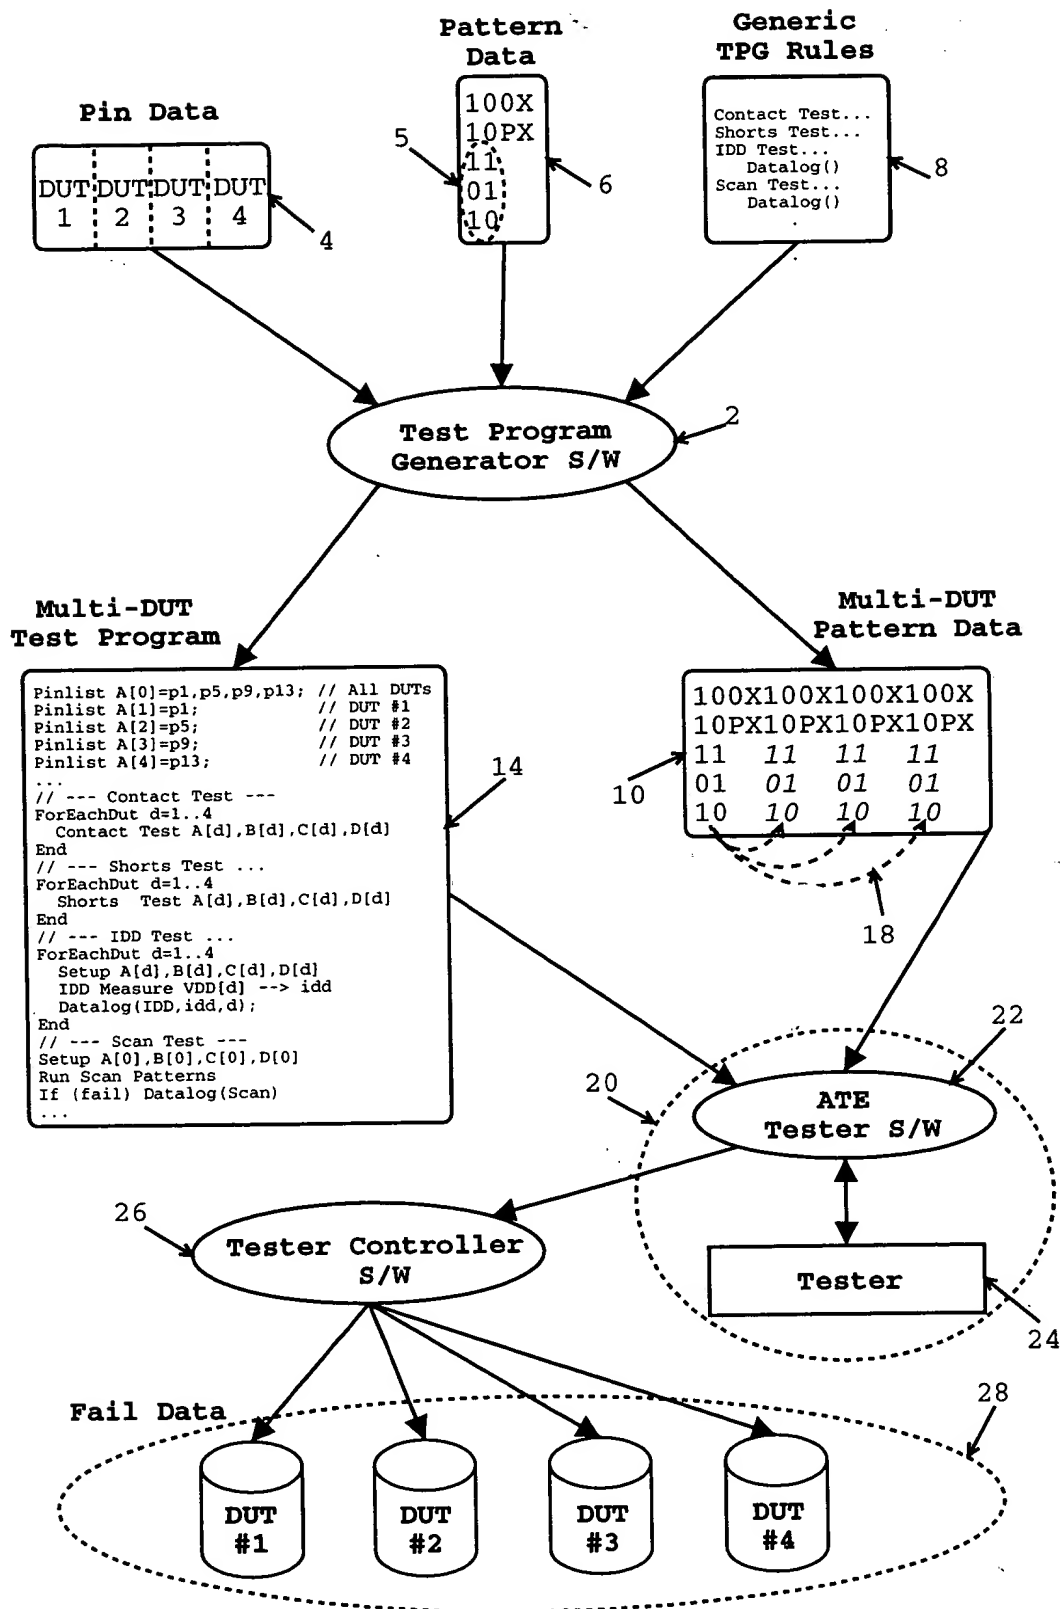 Pattern
Data
Generic
TPG Rules
Pin Data
100X
10PX
11
01
10
5
6
Contact Test...
Shorts Test...
IDD Test...
Datalog()
Scan Test...
Datalog()
.
8
DUT DUT DUT DUT
1 2 3 4
4
Test Program
Generator S/W
2
Multi-DUT
Test Program
Multi-DUT
Pattern Data
Pinlist A[0]=p1,p5,p9,p13; // All DUTs
Pinlist A[1]=p1; // DUT #1
Pinlist A[2]=p5; // DUT #2
Pinlist A[3]=p9; // DUT #3
Pinlist A[4]=p13; // DUT #4
...
// --- Contact Test ---
ForEachDut d=1..4
Contact Test A[d],B[d],C[d],D[d]
End
// --- Shorts Test ...
ForEachDut d=1..4
Shorts Test A[d],B[d],C[d],D[d]
End
// --- IDD Test ...
ForEachDut d=1..4
Setup A[d],B[d],C[d],D[d]
IDD Measure VDD[d] --> idd
Datalog(IDD,idd,d);
End
// --- Scan Test ---
Setup A[0],B[0],C[0],D[0]
Run Scan Patterns
If (fail) Datalog(Scan)
...
14
100X100X100X100X
10PX10PX10PX10PX
11 11 11 11
01 01 01 01
10 10 10 10
10
18
22
20
ATE
Tester S/W
26
Tester Controller
S/W
Tester
24
Fail Data
28
DUT
#1
DUT
#2
DUT
#3
DUT
#4